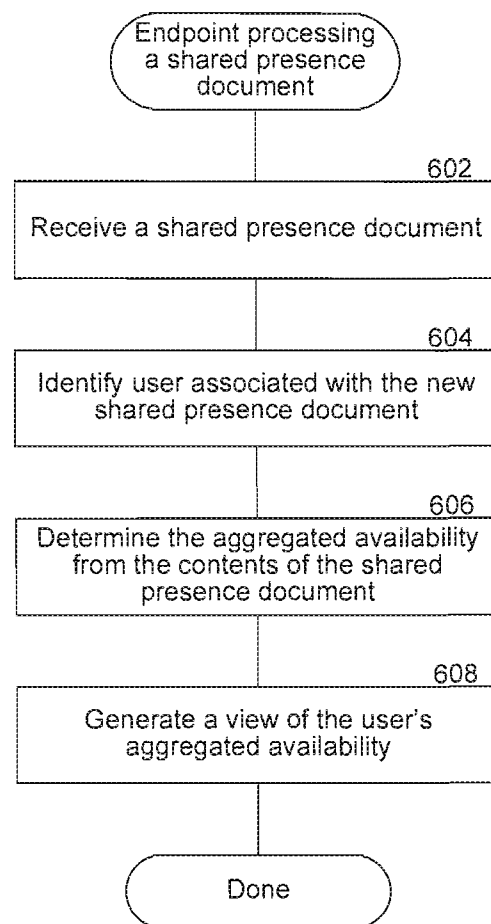 Endpoint processing
a shared presence
document
602
Receive a shared presence document
604
Identify user associated with the new
shared presence document
606
Determine the aggregated availability
from the contents of the shared
presence document
608
Generate a view of the user's
aggregated availability
Done